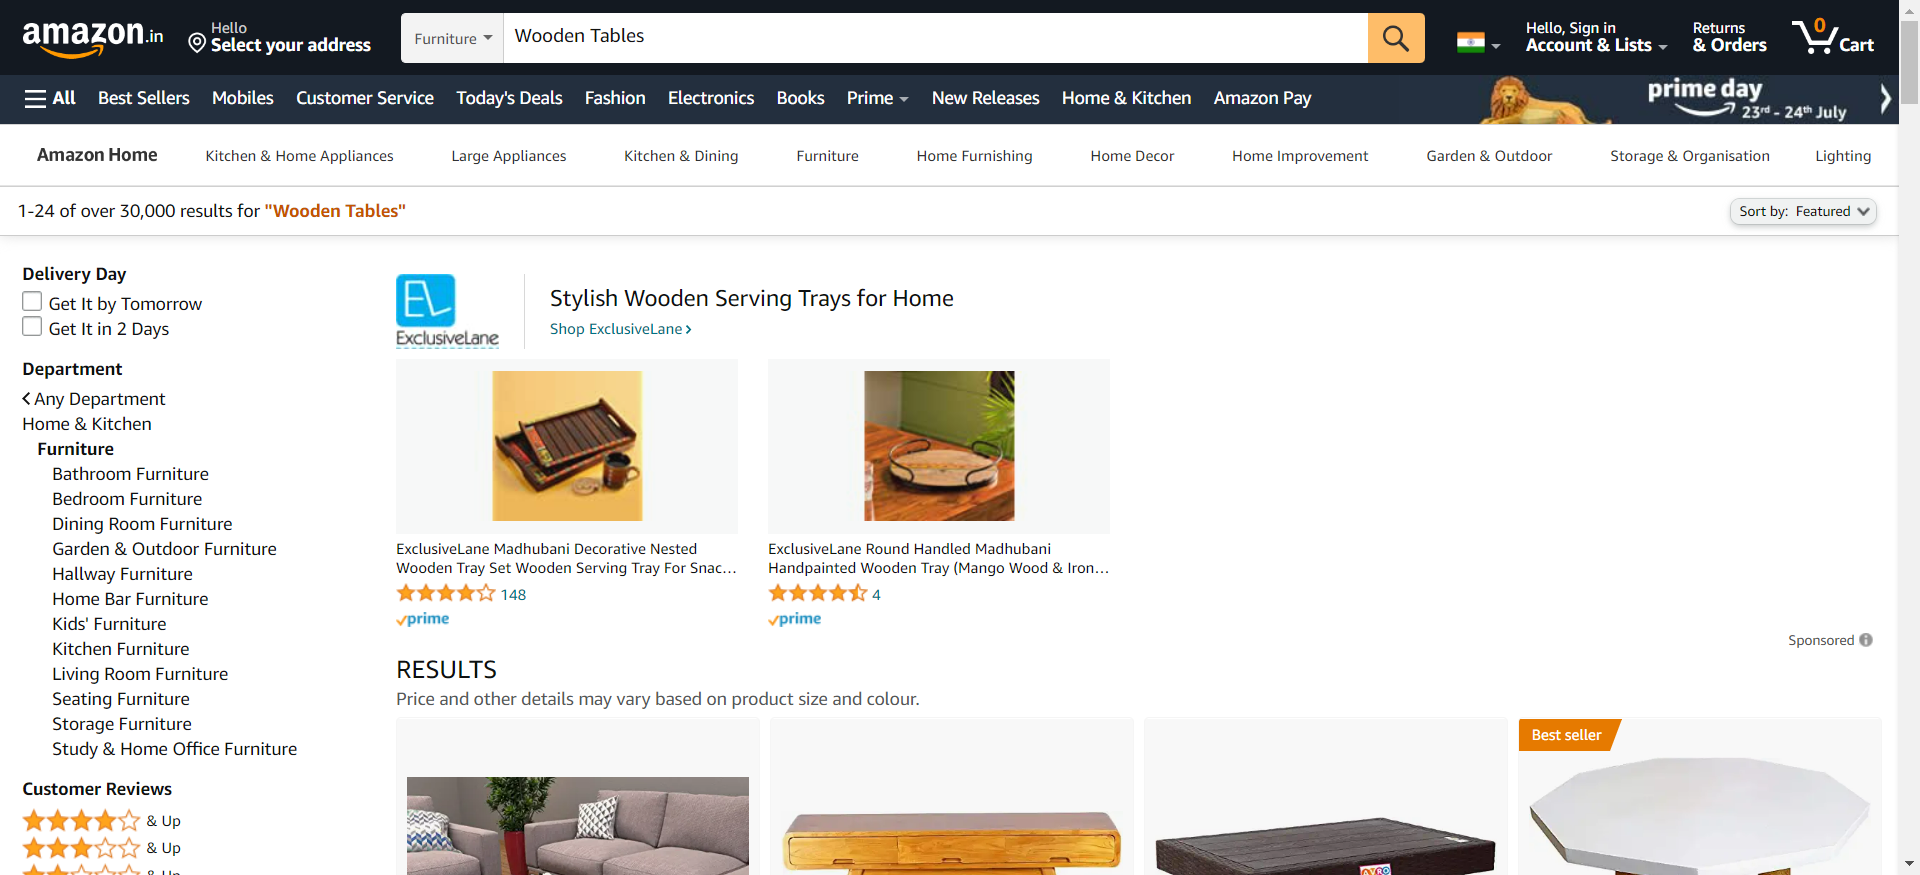 amazon.in
Hello
Select your address
Furniture
Wooden Tables
Hello, Sign in
Account & Lists
Returns
& Orders
0
Cart
All
Best Sellers
Mobiles
Customer Service
Today's Deals
Fashion
Electronics
Books
Prime
New Releases
Home & Kitchen
Amazon Pay
prime day
23rd - 24th July
Amazon Home
Kitchen & Home Appliances
Large Appliances
Kitchen & Dining
Furniture
Home Furnishing
Home Decor
Home Improvement
Garden & Outdoor
Storage & Organisation
Lighting
1-24 of over 30,000 results for "Wooden Tables"
Sort by: Featured
Delivery Day
Get It by Tomorrow
Get It in 2 Days
Department
Any Department
Home & Kitchen
Furniture
Bathroom Furniture
Bedroom Furniture
Dining Room Furniture
Garden & Outdoor Furniture
Hallway Furniture
Home Bar Furniture
Kids' Furniture
Kitchen Furniture
Living Room Furniture
Seating Furniture
Storage Furniture
Study & Home Office Furniture
Customer Reviews
& Up
& Up
& Up
EL
ExclusiveLane
Stylish Wooden Serving Trays for Home
Shop ExclusiveLane
ExclusiveLane Madhubani Decorative Nested
Wooden Tray Set Wooden Serving Tray For Snac...
148
prime
ExclusiveLane Round Handled Madhubani
Handpainted Wooden Tray (Mango Wood & Iron...
4
prime
Sponsored
RESULTS
Price and other details may vary based on product size and colour.
Best seller